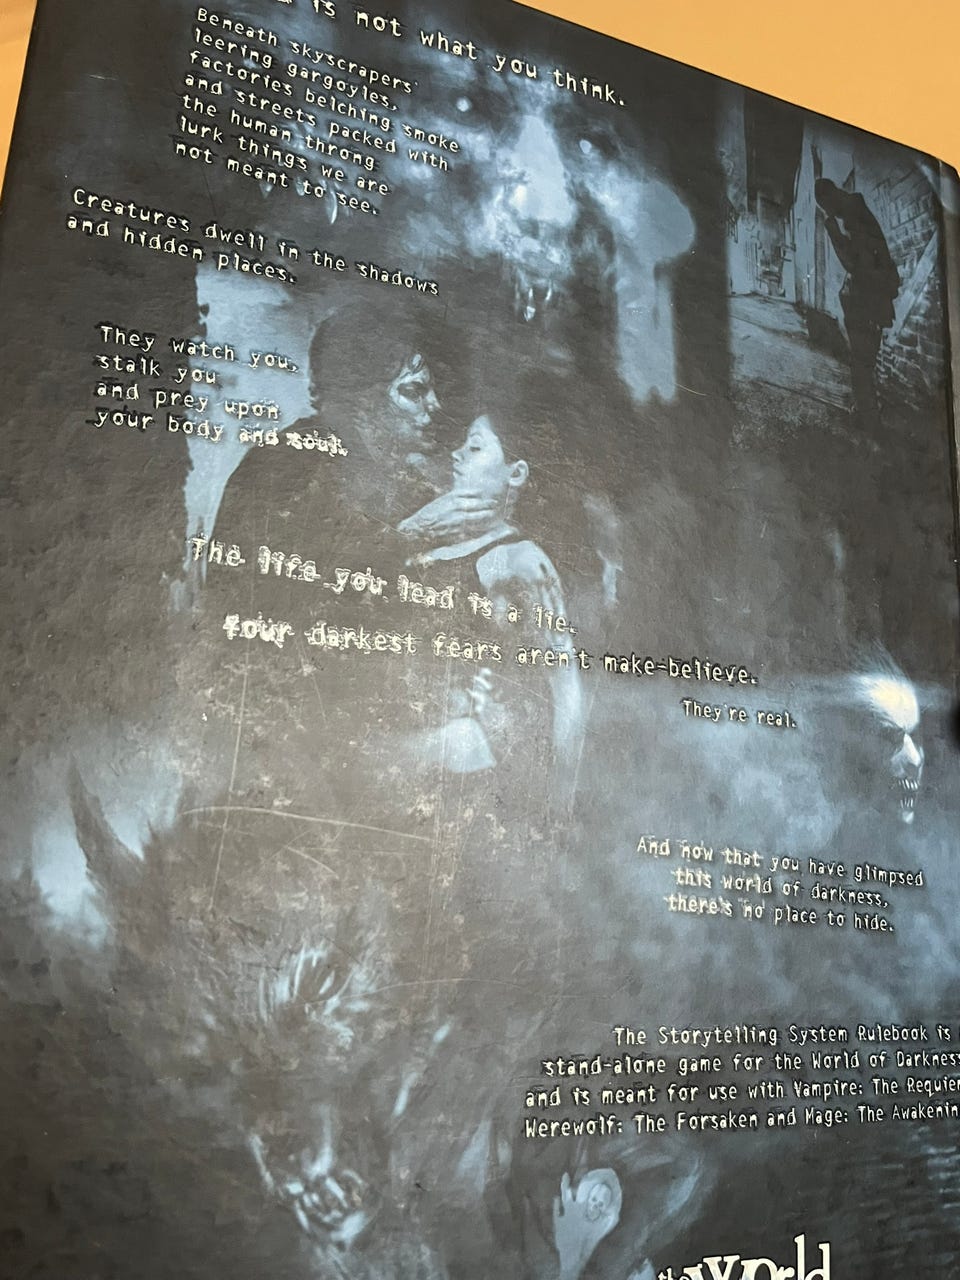 is not what you think.
Beneath skyscrapers'
leering gargoyles,
factories belching smoke
and streets packed with
the human throng
lurk things we are
not meant to see.
Creatures dwell in the shadows
and hidden places.
They watch you,
stalk you
and prey upon
your body and soul.
The life you lead is a lie.
Your darkest fears aren't make-believe.
They're real.
And now that you have glimpsed
this world of darkness,
there's no place to hide.
The Storytelling System Rulebook is
stand-alone game for the World of Darkness
and is meant for use with Vampire: The Requie
Werewolf: The Forsaken and Mage: The Awakenin
the World